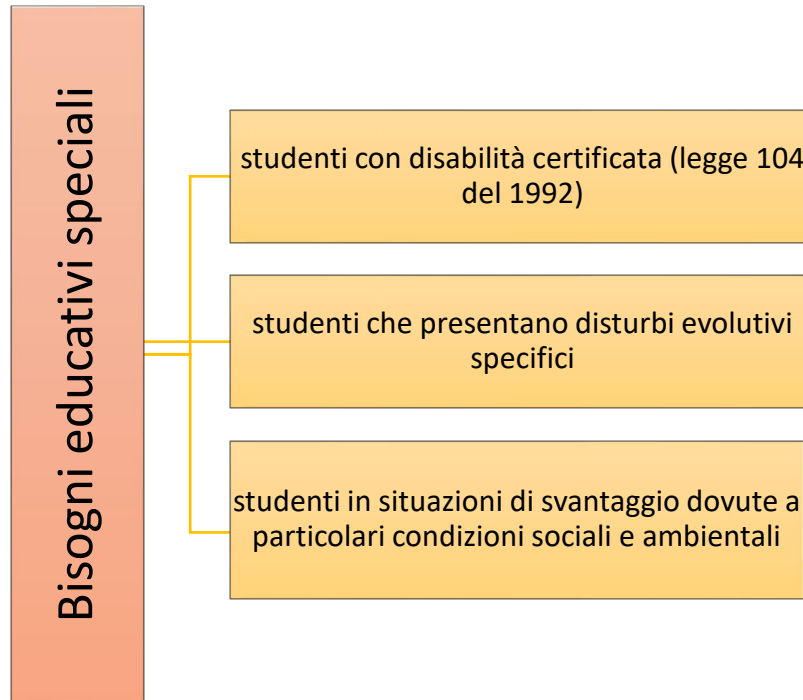 Bisogni educativi speciali
studenti con disabilità certificata (legge 104
del 1992)
studenti che presentano disturbi evolutivi
specifici
studenti in situazioni di svantaggio dovute a
particolari condizioni sociali e ambientali